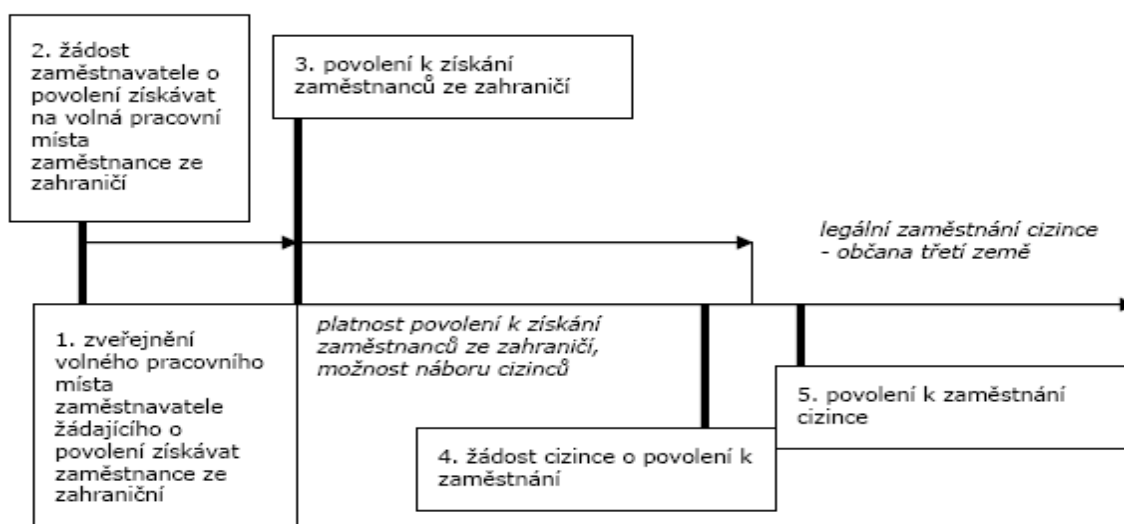 2. žádost
zaměstnavatele o
povolení získávat
na volná pracovní
místa
zaměstnance ze
zahraničí
3. povolení k získání
zaměstnanců ze zahraničí
legální zaměstnání cizince
- občana třetí země
1. zveřejnění
volného pracovního
místa
zaměstnavatele
žádajícího o
povolení získávat
zaměstnance ze
zahraniční
platnost povolení k získání
zaměstnanců ze zahraničí,
možnost náboru cizinců
4. žádost cizince o povolení k
zaměstnání
5. povolení k zaměstnání
cizince